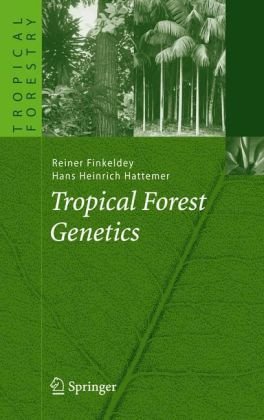 TROPICAL
FORESTRY
Reiner Finkeldey
Hans Heinrich Hattemer
Tropical Forest
Genetics
Springer